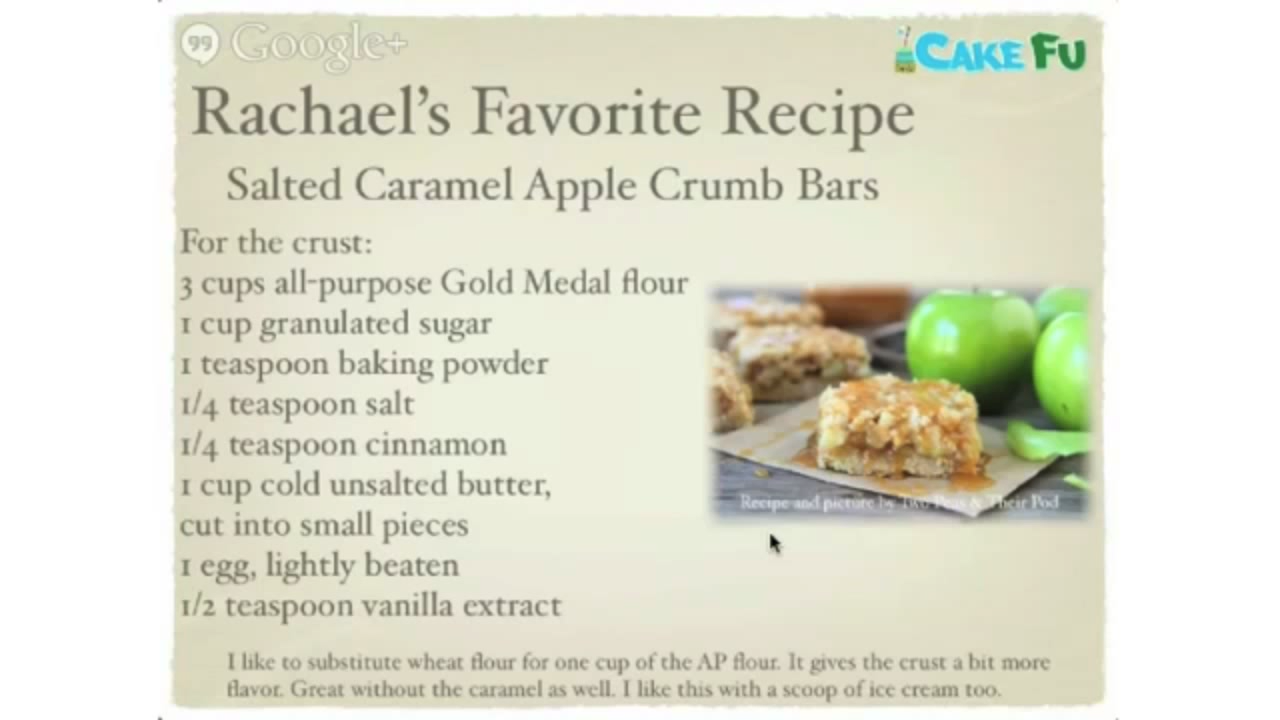 99 Google+
CAKE FU
Rachael's Favorite Recipe
Salted Caramel Apple Crumb Bars
For the crust:
3 cups all-purpose Gold Medal flour
1 cup granulated sugar
1 teaspoon baking powder
1/4 teaspoon salt
1/4 teaspoon cinnamon
1 cup cold unsalted butter,
cut into small pieces
1 egg, lightly beaten
1/2 teaspoon vanilla extract
Recipe and picture by Two Peas & Their Pod
I like to substitute wheat flour for one cup of the AP flour. It gives the crust a bit more
flavor. Great without the caramel as well. I like this with a scoop of ice cream too.